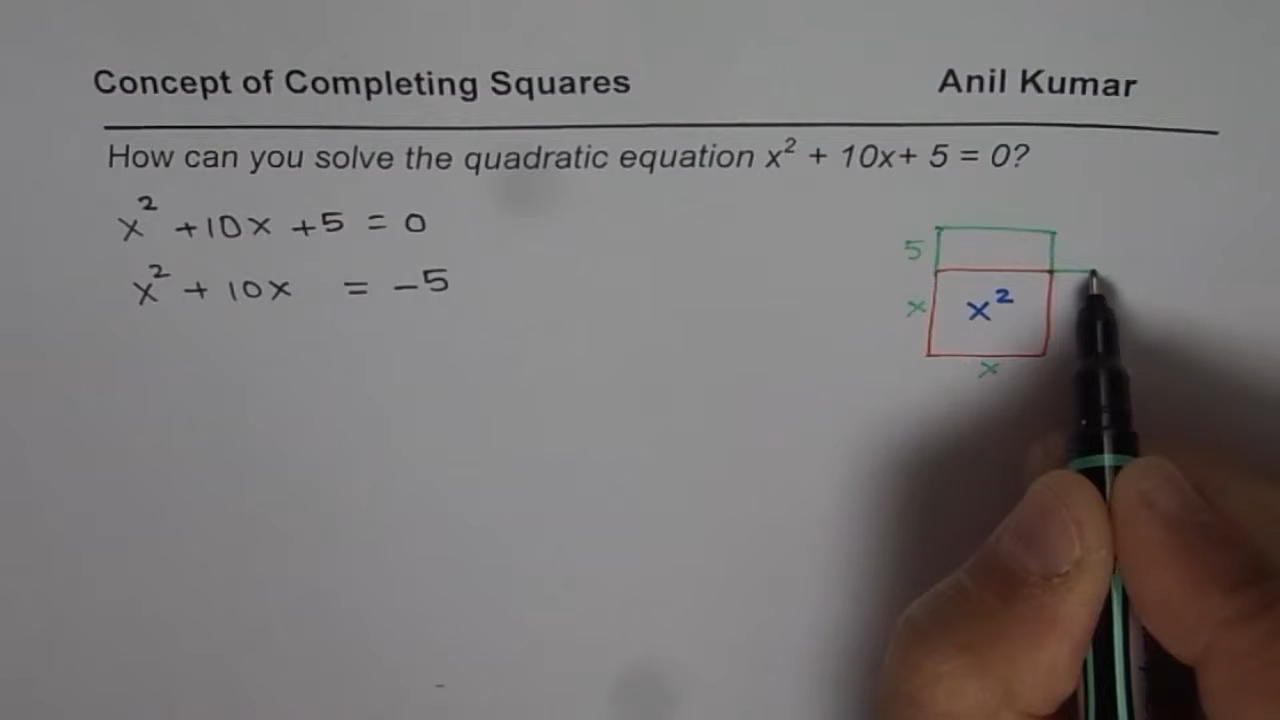 Concept of Completing Squares Anil Kumar
How can you solve the quadratic equation x² + 10x+ 5 = 0?
x² +10x +5 = 0
x² + 10x = -5
5
x
x²
x